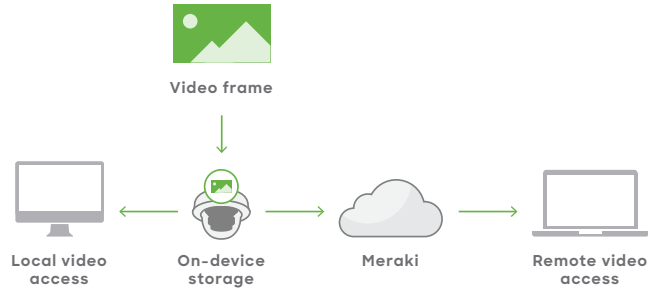 Video frame
Local video
access
On-device
storage
Meraki
Remote video
access